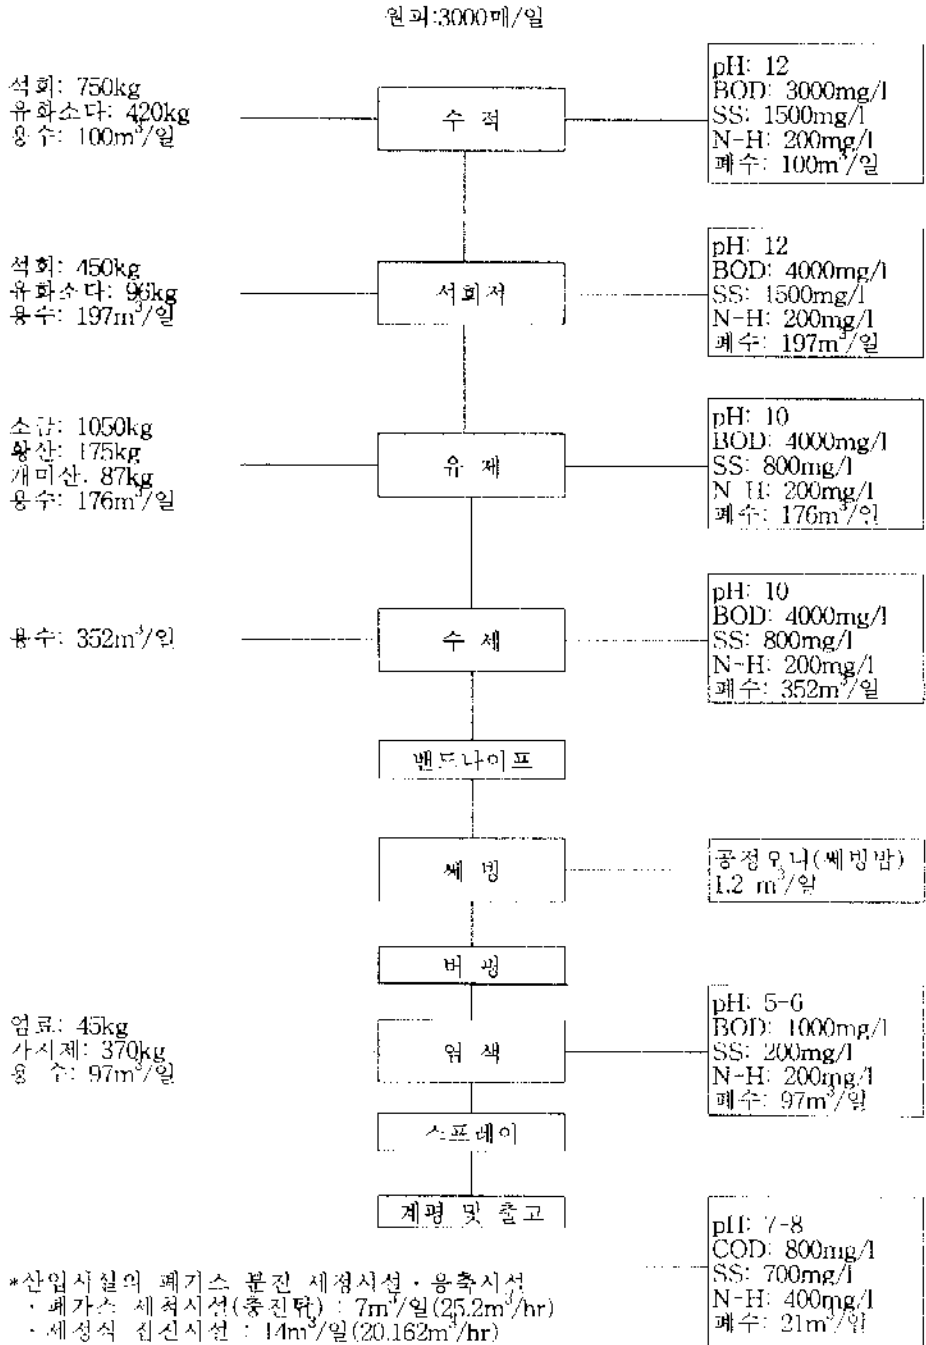 원피:3000매/일
석회: 750kg
유화소다: 420kg
용수: 100m³/일
수 적
pH: 12
BOD: 3000mg/l
SS: 1500mg/l
N-H: 200mg/l
폐수: 100m³/일
석회: 450kg
유화소다: 96kg
용수: 197m³/일
석회적
pH: 12
BOD: 4000mg/l
SS: 1500mg/l
N-H: 200mg/l
폐수: 197m³/일
소금: 1050kg
황산: 175kg
개미산. 87kg
용수: 176m³/일
유 제
pH: 10
BOD: 4000mg/l
SS: 800mg/l
N-H: 200mg/l
폐수: 176m³/일
용수: 352m³/일
수 세
pH: 10
BOD: 4000mg/l
SS: 800mg/l
N-H: 200mg/l
폐수: 352m³/일
밴드나이프
쎄 빙
공정오니(쎄빙밥)
1.2 m³/일
버 핑
염료: 45kg
가지제: 370kg
용 수: 97m³/일
염 색
pH: 5-6
BOD: 1000mg/l
SS: 200mg/l
N-H: 200mg/l
폐수: 97m³/일
스프레이
계평 및 출고
pH: 7-8
COD: 800mg/l
SS: 700mg/l
N-H: 400mg/l
폐수: 21m³/일
*산업시설의 폐가스 분진 세정시설·응축시설
· 폐가스 세척시설(충진탑) : 7m³/일(25.2m³/hr)
· 세정식 집진시설 : 14m³/일(20.162m³/hr)